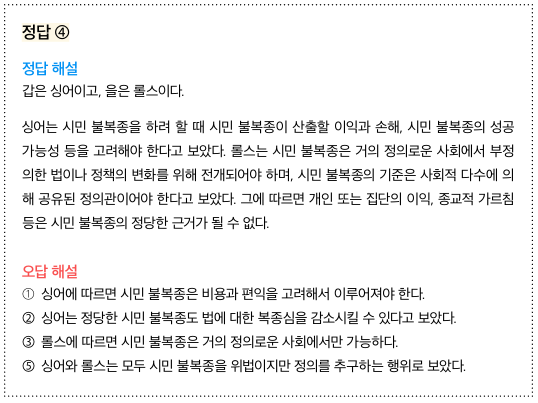 정답 ④
정답 해설
갑은 싱어이고, 을은 롤스이다.
싱어는 시민 불복종을 하려 할 때 시민 불복종이 산출할 이익과 손해, 시민 불복종의 성공
가능성 등을 고려해야 한다고 보았다. 롤스는 시민 불복종은 거의 정의로운 사회에서 부정
의한 법이나 정책의 변화를 위해 전개되어야 하며, 시민 불복종의 기준은 사회적 다수에 의
해 공유된 정의관이어야 한다고 보았다. 그에 따르면 개인 또는 집단의 이익, 종교적 가르침
등은 시민 불복종의 정당한 근거가 될 수 없다.
오답 해설
① 싱어에 따르면 시민 불복종은 비용과 편익을 고려해서 이루어져야 한다.
② 싱어는 정당한 시민 불복종도 법에 대한 복종심을 감소시킬 수 있다고 보았다.
③ 롤스에 따르면 시민 불복종은 거의 정의로운 사회에서만 가능하다.
⑤ 싱어와 롤스는 모두 시민 불복종을 위법이지만 정의를 추구하는 행위로 보았다.